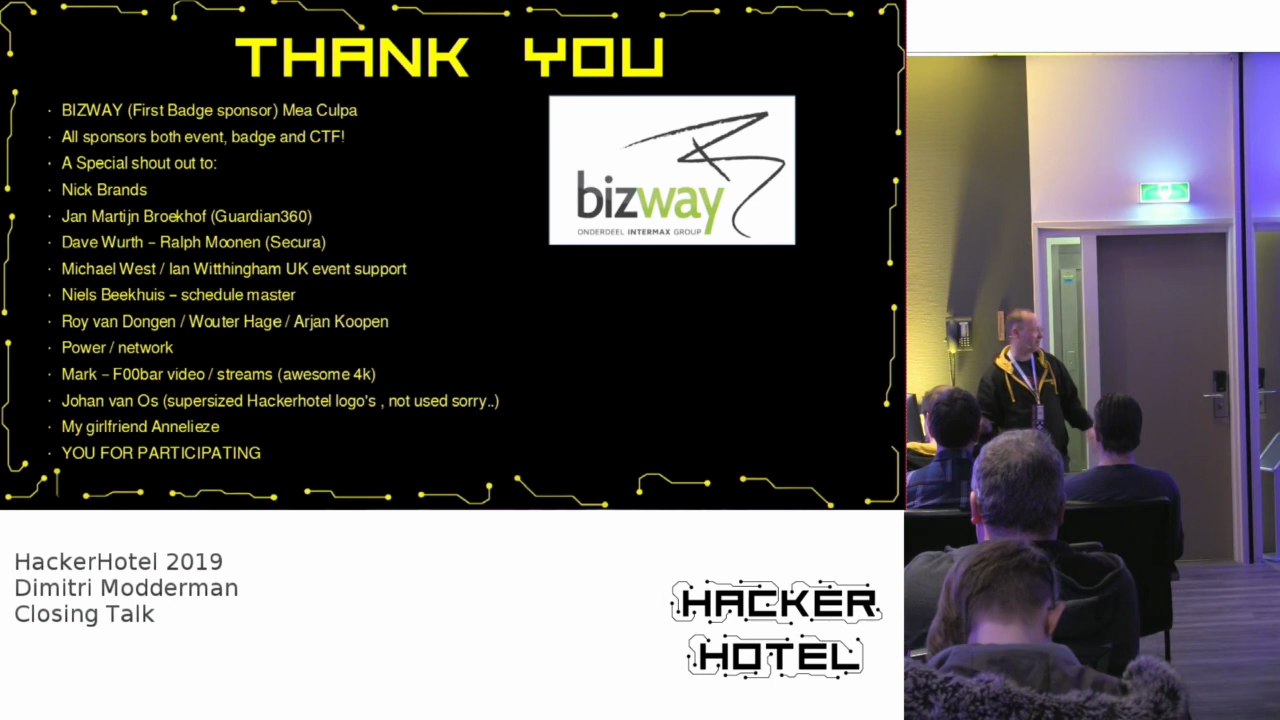 THANK YOU
· BIZWAY (First Badge sponsor) Mea Culpa
· All sponsors both event, badge and CTF!
· A Special shout out to:
· Nick Brands
· Jan Martijn Broekhof (Guardian360)
· Dave Wurth – Ralph Moonen (Secura)
· Michael West / Ian Witthingham UK event support
· Niels Beekhuis – schedule master
· Roy van Dongen / Wouter Hage / Arjan Koopen
· Power / network
· Mark – F00bar video / streams (awesome 4k)
· Johan van Os (supersized Hackerhotel logo's , not used sorry..)
· My girlfriend Annelieze
· YOU FOR PARTICIPATING
bizway
ONDERDEEL INTERMAX GROUP
HackerHotel 2019
Dimitri Modderman
Closing Talk
HACKER
HOTEL